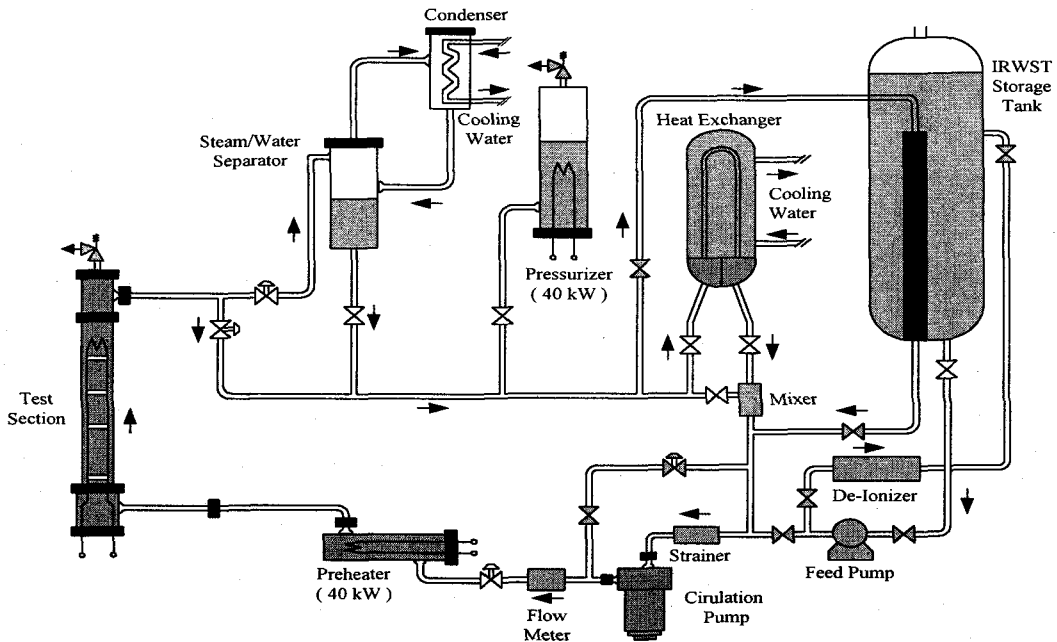 Condenser
IRWST
Storage
Tank
Cooling
Water
Heat Exchanger
Steam/Water
Separator
Cooling
Water
Pressurizer
( 40 kW )
Test
Section
Mixer
De-Ionizer
Strainer
Feed Pump
Preheater
( 40 kW )
Flow
Meter
Cirulation
Pump